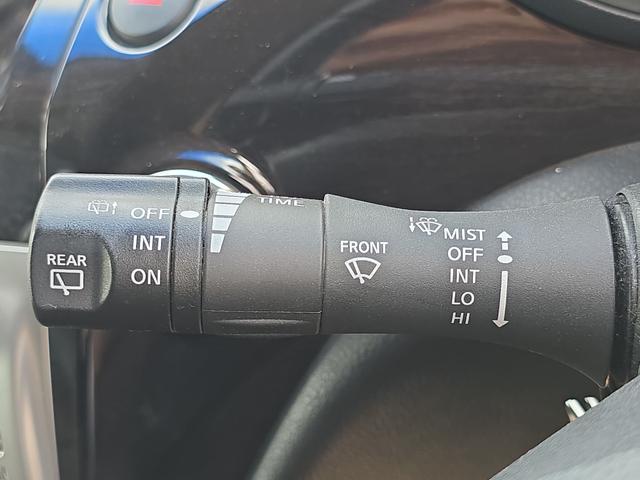 OFF
INT
ON
REAR
TIME
FRONT
MIST
OFF
INT
LO
HI